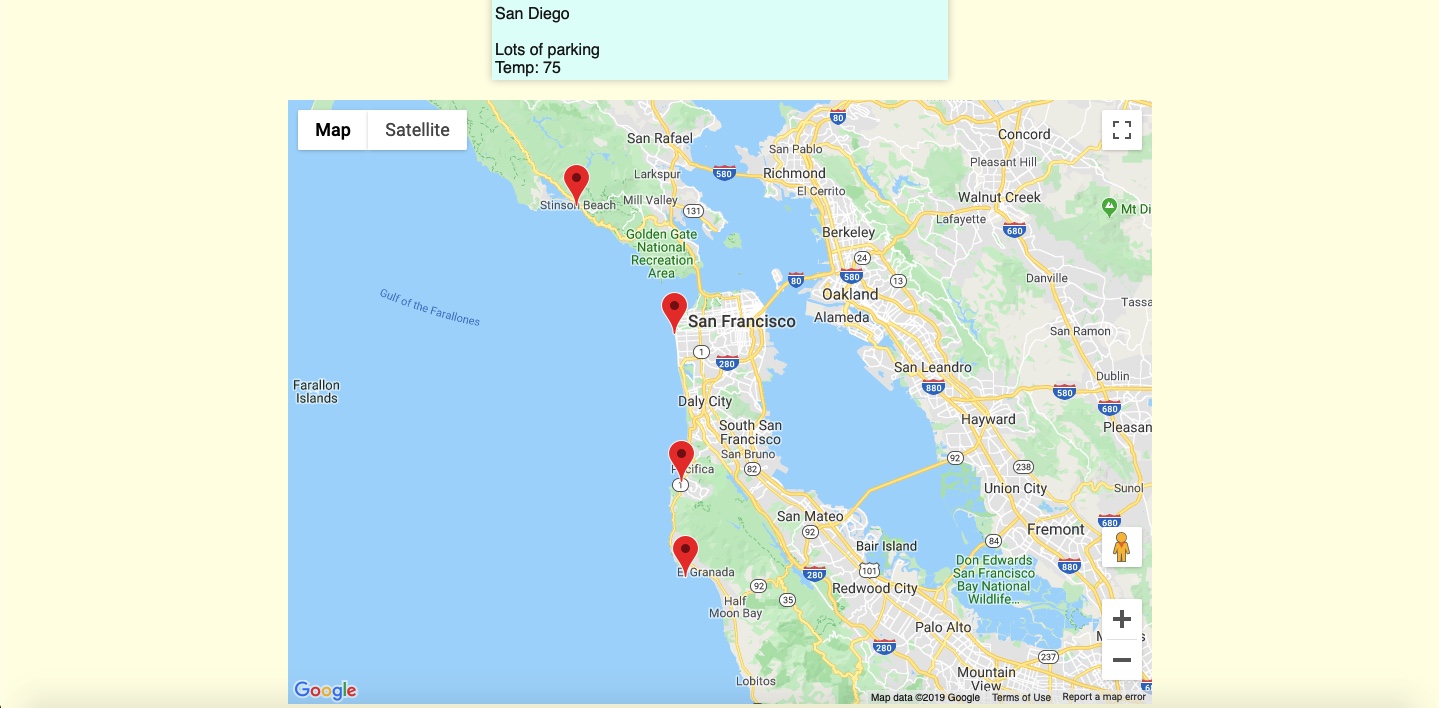 San Diego
Lots of parking
Temp: 75
Map
Satellite
80
Concord
San Rafael
San Pablo
Pleasant Hill
580
Richmond
Larkspur
El Cerrito
Walnut Creek
Stinson Beach
Mill Valley
131
Lafayette
Mt Di
680
Berkeley
Golden Gate
National
Recreation
Area
24
80
580
13
Danville
Gulf of the Farallones
Oakland
Tassa
San Francisco
Alameda
San Ramon
1
280
San Leandro
Dublin
Farallon
Islands
880
580
680
Daly City
Hayward
South San
Francisco
Pleasan
San Bruno
92
Pacifica
82
238
1
Union City
Sunol
San Mateo
680
92
Fremont
Bair Island
84
Don Edwards
San Francisco
Bay National
Wildlife...
880
El Granada
280
101
92
Redwood City
35
Half
Moon Bay
Palo Alto
280
237
Mountain
View
Lobitos
Google
Map data ©2019 Google
Terms of Use
Report a map error